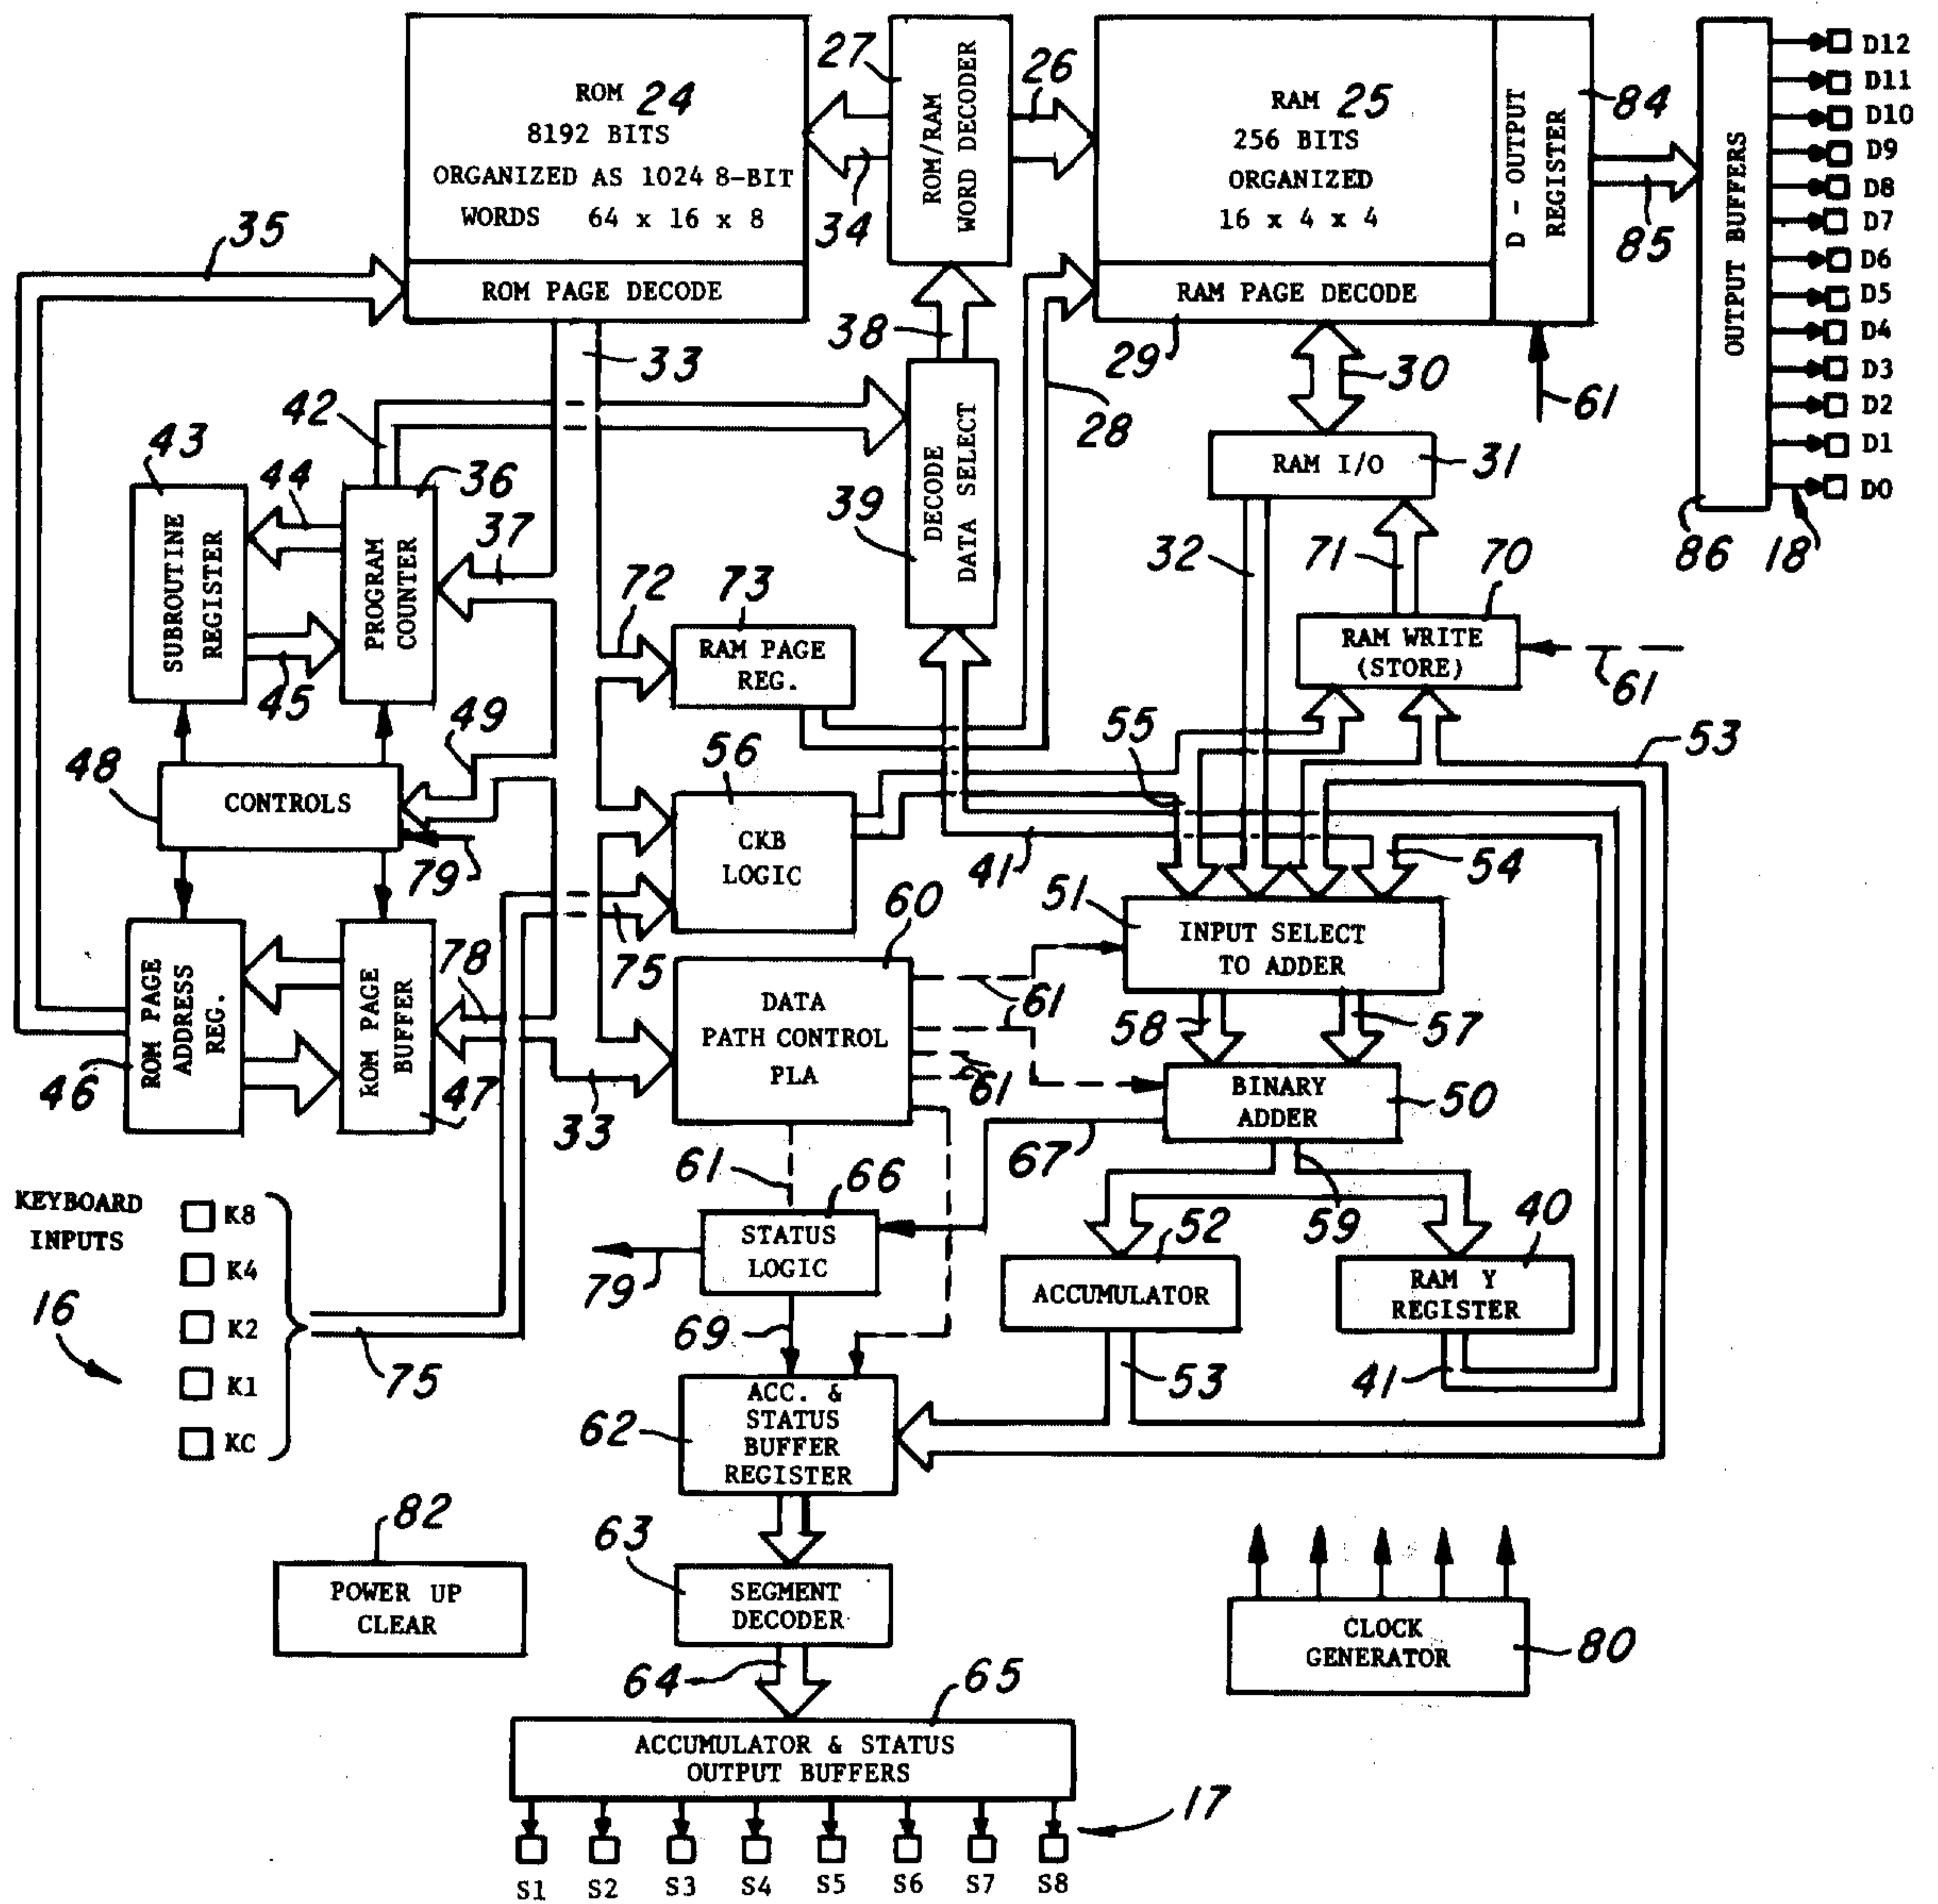 ROM 24
8192 BITS
ORGANIZED AS 1024 8-BIT
WORDS 64 x 16 x 8
ROM PAGE DECODE
27
ROM/RAM
WORD DECODER
26
34
RAM 25
256 BITS
ORGANIZED
16 x 4 x 4
RAM PAGE DECODE
D - OUTPUT
REGISTER
84
85
OUTPUT BUFFERS
D12
D11
D10
D9
D8
D7
D6
D5
D4
D3
D2
D1
D0
86
18
35
33
38
29
30
61
28
42
43
44
36
37
SUBROUTINE
REGISTER
PROGRAM
COUNTER
45
39
DECODE
DATA SELECT
RAM I/O
31
32
71
70
72
73
RAM PAGE
REG.
RAM WRITE
(STORE)
61
49
48
CONTROLS
79
56
CKB
LOGIC
55
53
41
54
51
INPUT SELECT
TO ADDER
75
78
60
ROM PAGE
ADDRESS
REG.
46
ROM PAGE
BUFFER
47
33
DATA
PATH CONTROL
PLA
61
61
61
58
57
BINARY
ADDER
50
67
61
66
59
KEYBOARD
INPUTS
K8
K4
K2
K1
KC
16
75
STATUS
LOGIC
79
69
52
ACCUMULATOR
40
RAM Y
REGISTER
53
41
62
ACC. &
STATUS
BUFFER
REGISTER
82
POWER UP
CLEAR
63
SEGMENT
DECODER
64
65
CLOCK
GENERATOR
80
ACCUMULATOR & STATUS
OUTPUT BUFFERS
17
S1 S2 S3 S4 S5 S6 S7 S8